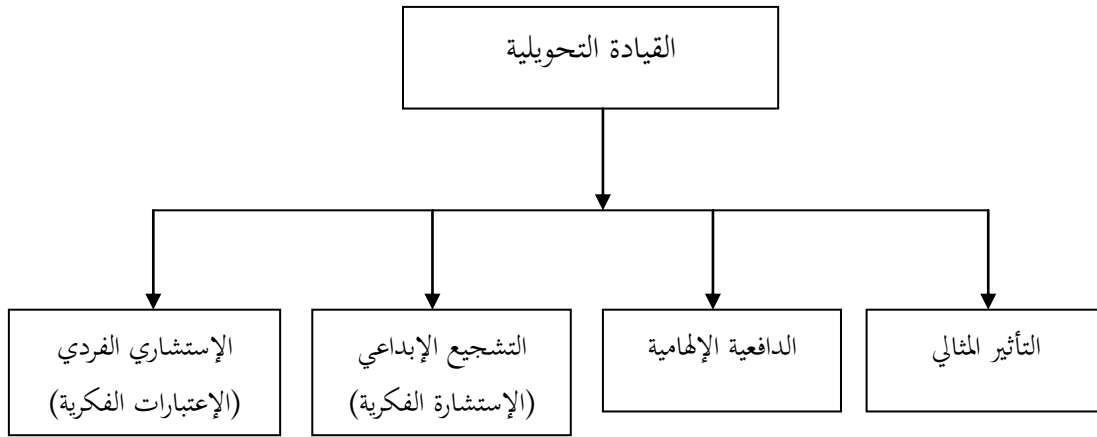 القيادة التحويلية
التأثير المثالي
الدافعية الإلهامية
التشجيع الإبداعي
(الإستشارة الفكرية)
الإستشاري الفردي
(الإعتبارات الفكرية)